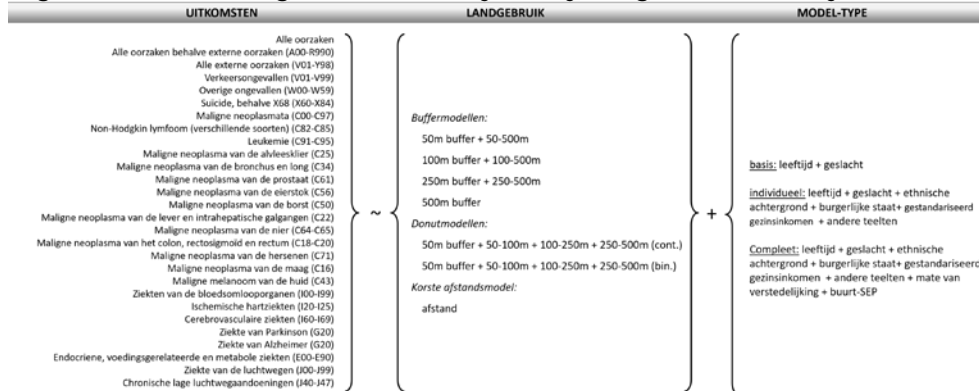 UITKOMSTEN
LANDGEBRUIK
MODEL-TYPE
Alle oorzaken
Alle oorzaken behalve externe oorzaken (A00-R990)
Alle externe oorzaken (V01-Y98)
Verkeersongevallen (V01-V99)
Overige ongevallen (W00-W59)
Suïcide, behalve X68 (X60-X84)
Maligne neoplasmata (C00-C97)
Non-Hodgkin lymfoom (verschillende soorten) (C82-C85)
Leukemie (C91-C95)
Maligne neoplasma van de alvleesklier (C25)
Maligne neoplasma van de bronchus en long (C34)
Maligne neoplasma van de prostaat (C61)
Maligne neoplasma van de eierstok (C56)
Maligne neoplasma van de borst (C50)
Maligne neoplasma van de lever en intrahepatische galgangen (C22)
Maligne neoplasma van de nier (C64-C65)
Maligne neoplasma van het colon, rectosigmoid en rectum (C18-C20)
Maligne neoplasma van de hersenen (C71)
Maligne neoplasma van de maag (C16)
Maligne melanoom van de huid (C43)
Ziekten van de bloedsomlooporganen (I00-I99)
Ischemische hartziekten (I20-I25)
Cerebrovasculaire ziekten (I60-I69)
Ziekte van Parkinson (G20)
Ziekte van Alzheimer (G20)
Endocriene, voedingsgerelateerde en metabole ziekten (E00-E90)
Ziekte van de luchtwegen (J00-J99)
Chronische lage luchtwegaandoeningen (J40-J47)
~
Buffermodellen:
50m buffer + 50-500m
100m buffer + 100-500m
250m buffer + 250-500m
500m buffer
Donutmodellen:
50m buffer + 50-100m + 100-250m + 250-500m (cont.)
50m buffer + 50-100m + 100-250m + 250-500m (bin.)
Korste afstandsmodel:
afstand
+
basis: leeftijd + geslacht
individueel: leeftijd + geslacht + ethnische
achtergrond + burgerlijke staat+ gestandariseerd
gezinsinkomen + andere teelten
Compleet: leeftijd + geslacht + ethnische
achtergrond + burgerlijke staat+ gestandariseerd
gezinsinkomen + andere teelten + mate van
verstedelijking + buurt-SEP